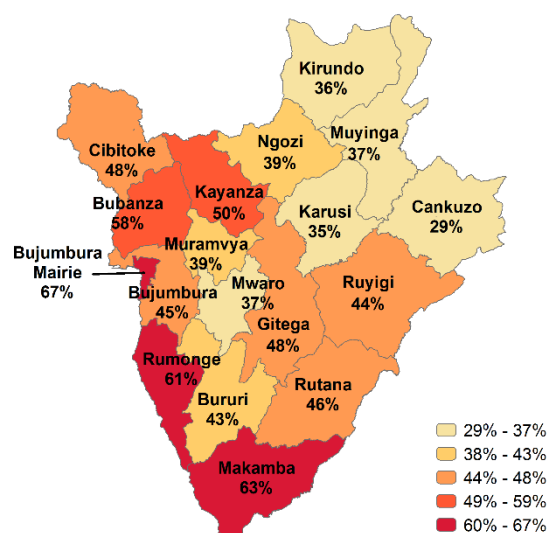 Kirundo
36%
Muyinga
37%
Ngozi
39%
Cibitoke
48%
Kayanza
50%
Bubanza
58%
Karusi
35%
Cankuzo
29%
Muramvya
39%
Bujumbura
Mairie
67%
Bujumbura
45%
Mwaro
37%
Ruyigi
44%
Gitega
48%
Rumonge
61%
Rutana
46%
Bururi
43%
Makamba
63%
29% - 37%
38% - 43%
44% - 48%
49% - 59%
60% - 67%